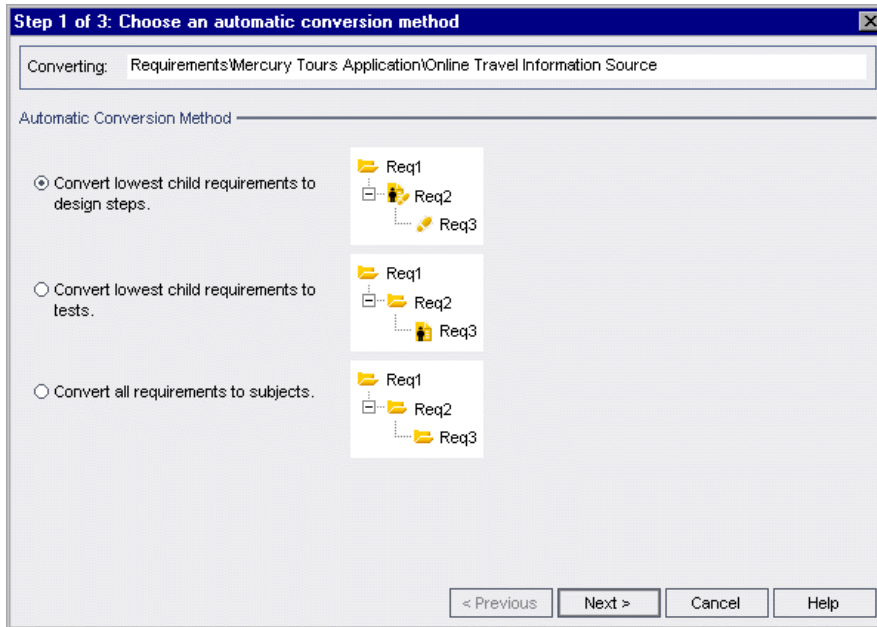 Step 1 of 3: Choose an automatic conversion method
Converting: Requirements\Mercury Tours Application\Online Travel Information Source
Automatic Conversion Method
Convert lowest child requirements to
design steps.
Req1
Req2
Req3
Convert lowest child requirements to
tests.
Req1
Req2
Req3
Convert all requirements to subjects.
Req1
Req2
Req3
< Previous
Next >
Cancel
Help